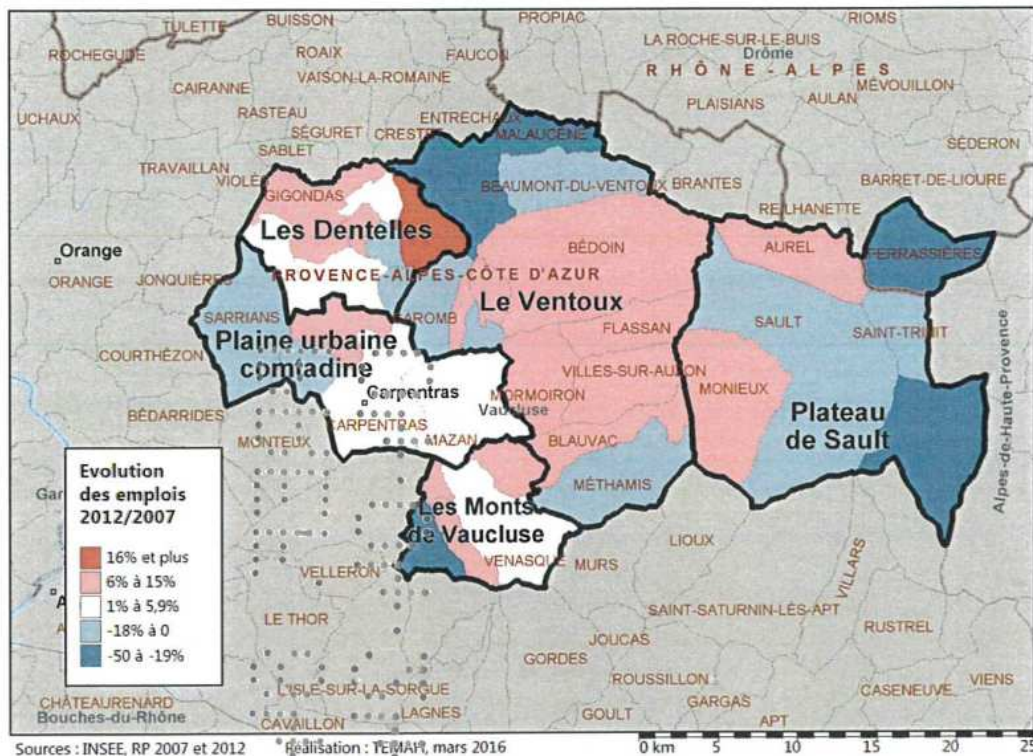 BUISSON
PROPIAC
RIOMS
TULETTE
ROCHEGUDE
ROAIX
FAUCON
LA ROCHE-SUR-LE-BUIS
Drôme
VAISON-LA-ROMAINE
RHÔNE-ALPES
CAIRANNE
MÉVOUILLON
PLAISIANS
AULAN
UCHAUX
RASTEAU
ENTRECHAUX
SÉGURET
CRESTE
MALAUCÈNE
SÉDERON
SABLET
TRAVAILLAN
VIOLÈ
GIGONDAS
BEAUMONT-DU-VENTOUX
BRANTES
BARRET-DE-LIOURE
REILHANETTE
Les Dentelles
Orange
BÉDOIN
AUREL
FERRASSIÈRES
ORANGE
JONQUIÈRES
PROVENCE-ALPES-CÔTE D'AZUR
Le Ventoux
SARRIANS
CAROMB
FLASSAN
SAULT
SAINT-TRINIT
Plaine urbaine
comtadine
COURTHÉZON
VILLES-SUR-AUZON
MONIEUX
Carpentras
MORMOIRON
Vaucluse
BÉDARRIDES
CARPENTRAS
Plateau
de Sault
MONTEUX
MAZAN
BLAUVAC
Alpes-de-Haute-Provence
MÉTHAMIS
Les Monts
de Vaucluse
LIOUX
VENASQUE
MURS
VELLERON
VILLARS
LE THOR
SAINT-SATURNIN-LÈS-APT
RUSTREL
JOUCAS
GORDES
ROUSSILLON
VIENS
L'ISLE-SUR-LA-SORGUE
CASENEUVE
CHÂTEAURENARD
GARGAS
Bouches-du-Rhône
LAGNES
GOULT
CAVAILLON
APT
Evolution
des emplois
2012/2007
16% et plus
6% à 15%
1% à 5,9%
-18% à 0
-50 à -19%
Sources : INSEE, RP 2007 et 2012
Réalisation : TEMAH, mars 2016
0 km 5 10 15 20 25